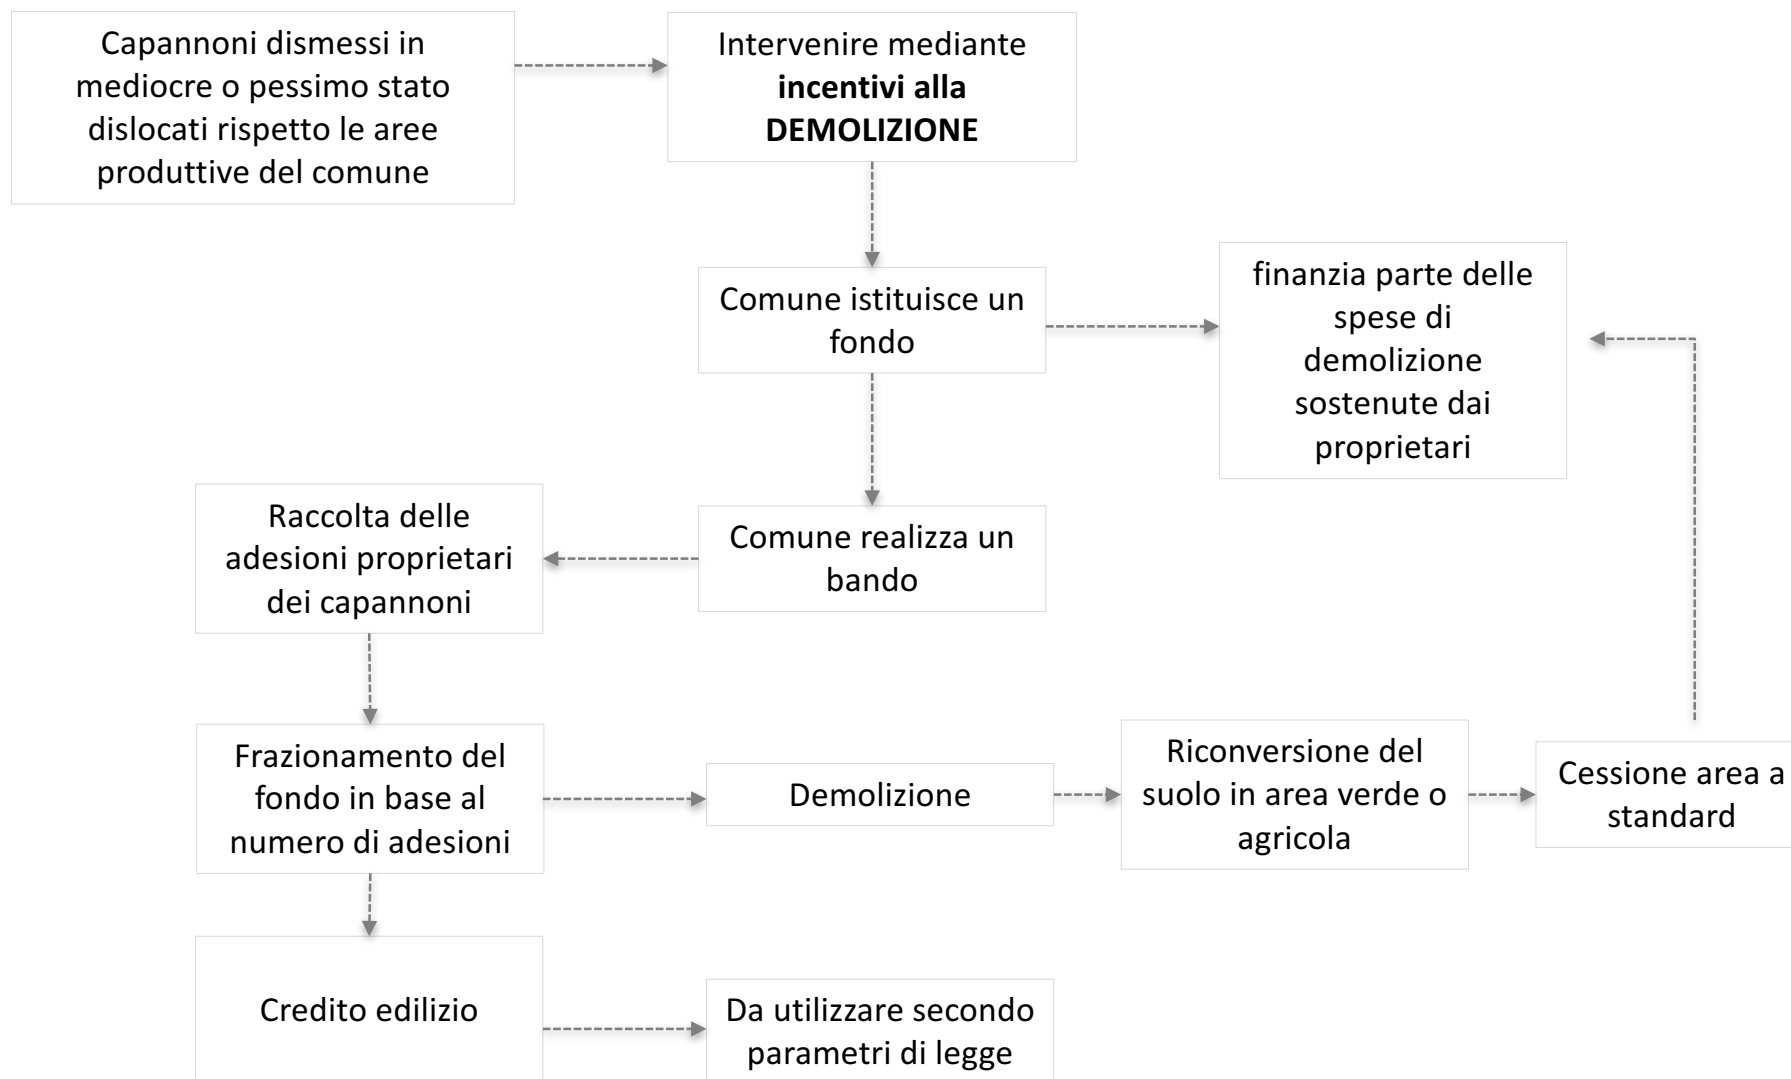 Capannoni dismessi in
mediocre o pessimo stato
dislocati rispetto le aree
produttive del comune
Intervenire mediante
incentivi alla
DEMOLIZIONE
Comune istituisce un
fondo
finanzia parte delle
spese di
demolizione
sostenute dai
proprietari
Raccolta delle
adesioni proprietari
dei capannoni
Comune realizza un
bando
Frazionamento del
fondo in base al
numero di adesioni
Demolizione
Riconversione del
suolo in area verde o
agricola
Cessione area a
standard
Credito edilizio
Da utilizzare secondo
parametri di legge